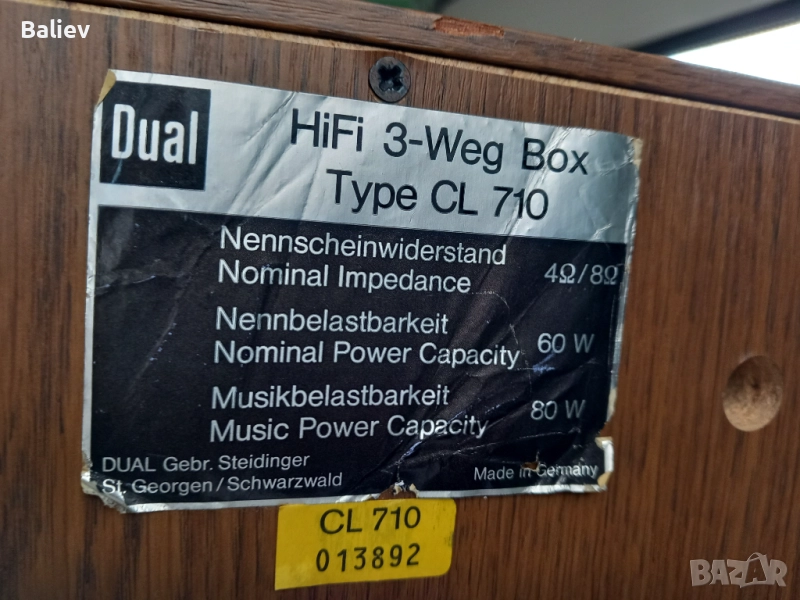 Baliev
Dual
HiFi 3-Weg Box
Type CL 710
Nennscheinwiderstand
Nominal Impedance 4Ω/8Ω
Nennbelastbarkeit
Nominal Power Capacity 60 W
Musikbelastbarkeit
Music Power Capacity 80 W
DUAL Gebr. Steidinger
St. Georgen/Schwarzwald Made in Germany
CL 710
013892
BAZAR